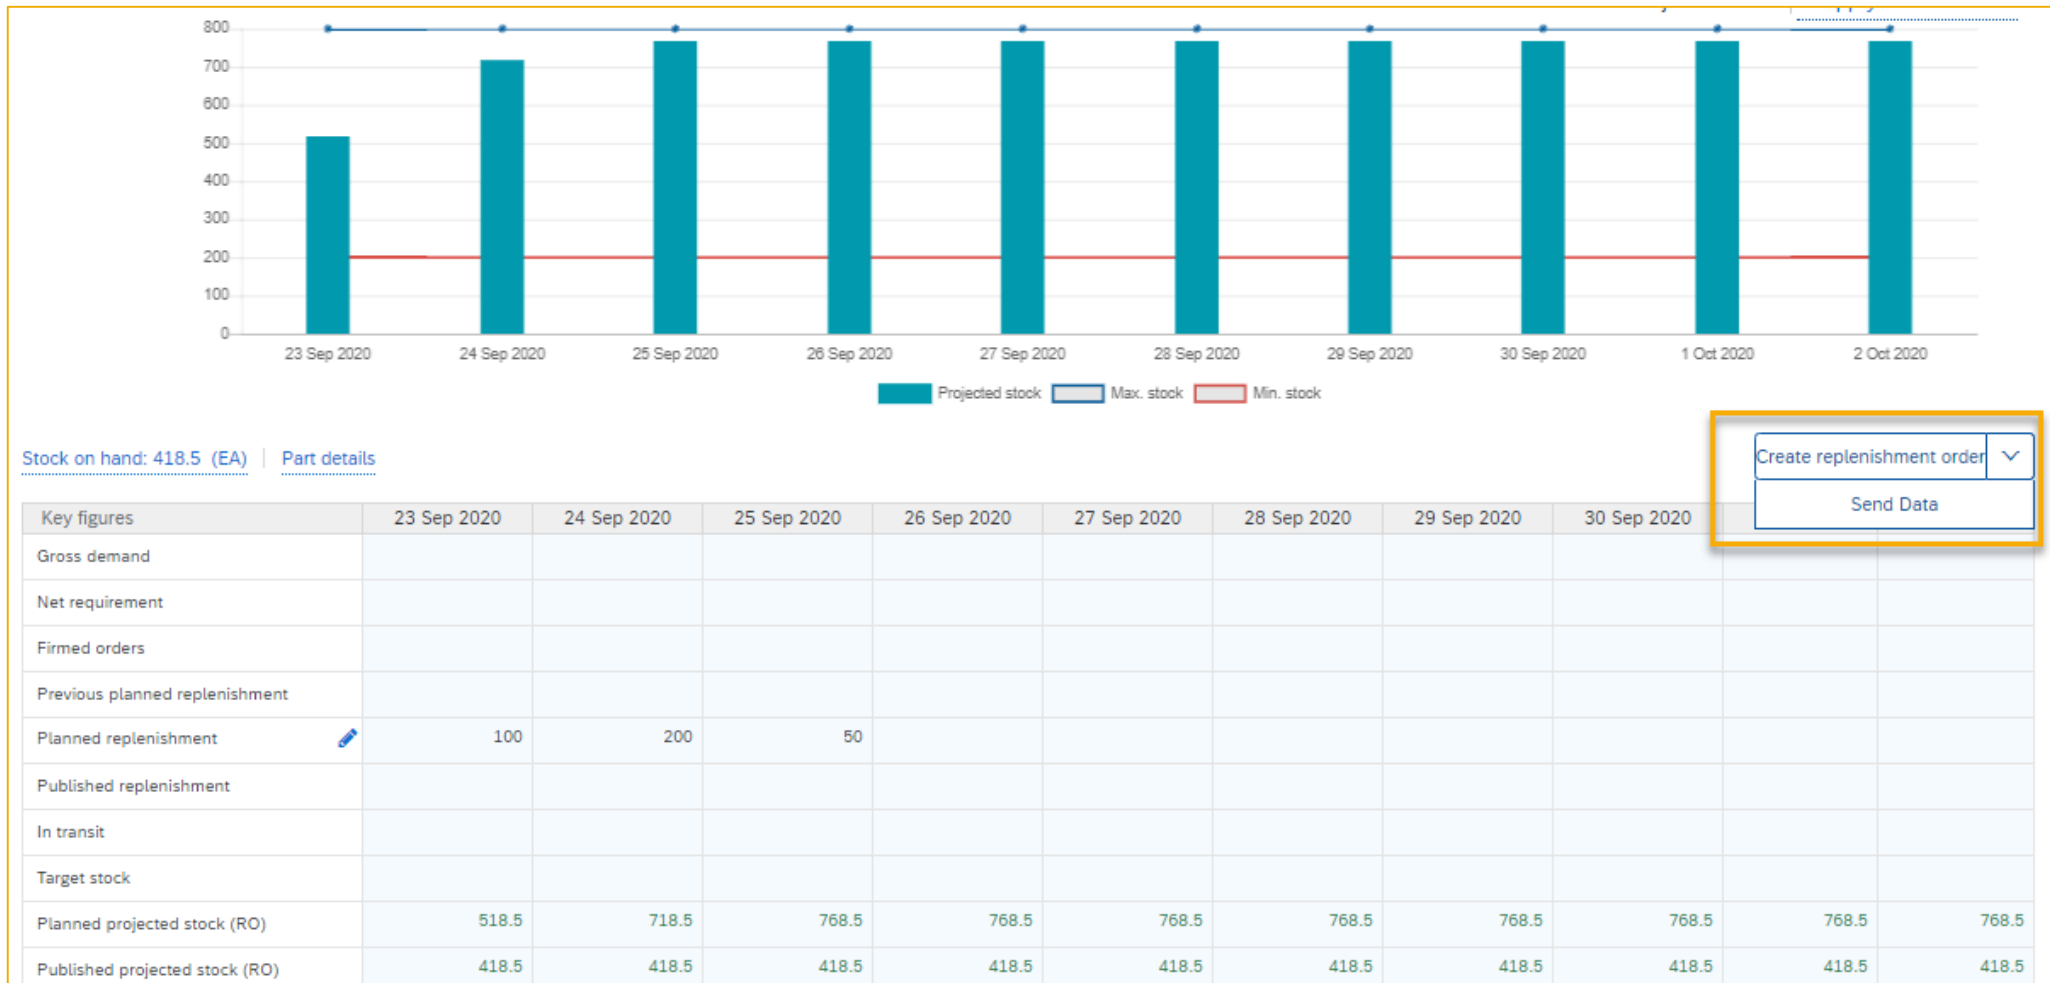 800
700
600
500
400
300
200
100
0
23 Sep 2020 24 Sep 2020 25 Sep 2020 26 Sep 2020 27 Sep 2020 28 Sep 2020 29 Sep 2020 30 Sep 2020 1 Oct 2020 2 Oct 2020
Projected stock Max. stock Min. stock
Stock on hand: 418.5 (EA) Part details Create replenishment order
Send Data
Key figures 23 Sep 2020 24 Sep 2020 25 Sep 2020 26 Sep 2020 27 Sep 2020 28 Sep 2020 29 Sep 2020 30 Sep 2020
Gross demand
Net requirement
Firmed orders
Previous planned replenishment
Planned replenishment 100 200 50
Published replenishment
In transit
Target stock
Planned projected stock (RO) 518.5 718.5 768.5 768.5 768.5 768.5 768.5 768.5 768.5 768.5
Published projected stock (RO) 418.5 418.5 418.5 418.5 418.5 418.5 418.5 418.5 418.5 418.5